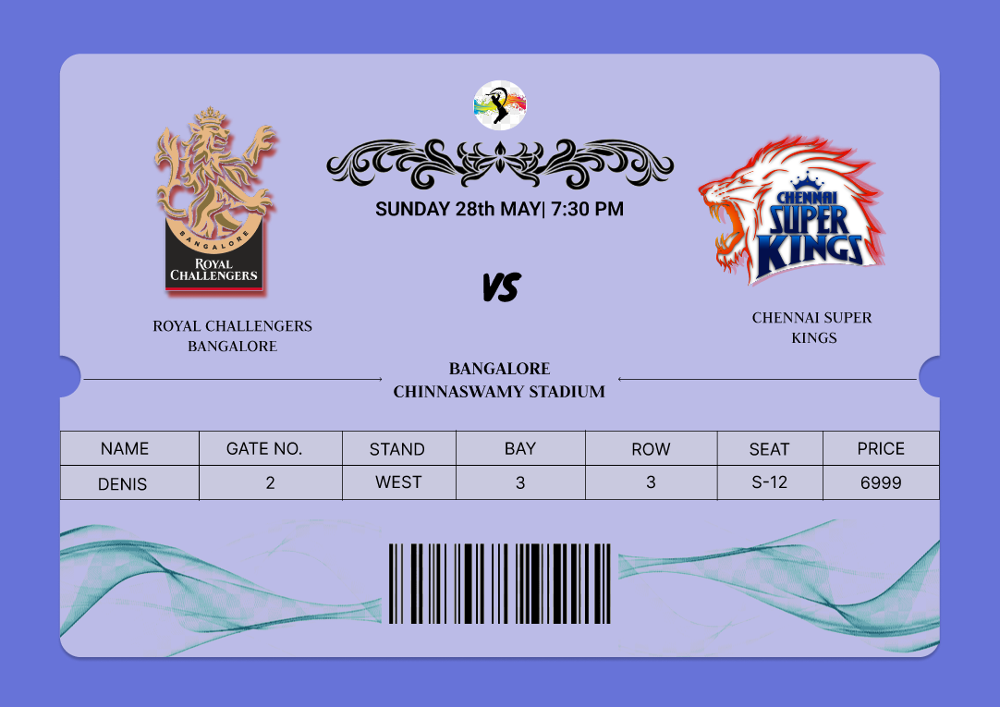 SUNDAY 28th MAY| 7:30 PM
BANGALORE
ROYAL
CHALLENGERS
VS
CHENNAI
SUPER
KINGS
ROYAL CHALLENGERS
BANGALORE
CHENNAI SUPER
KINGS
BANGALORE
CHINNASWAMY STADIUM
NAME GATE NO. STAND BAY ROW SEAT PRICE
DENIS 2 WEST 3 3 S-12 6999